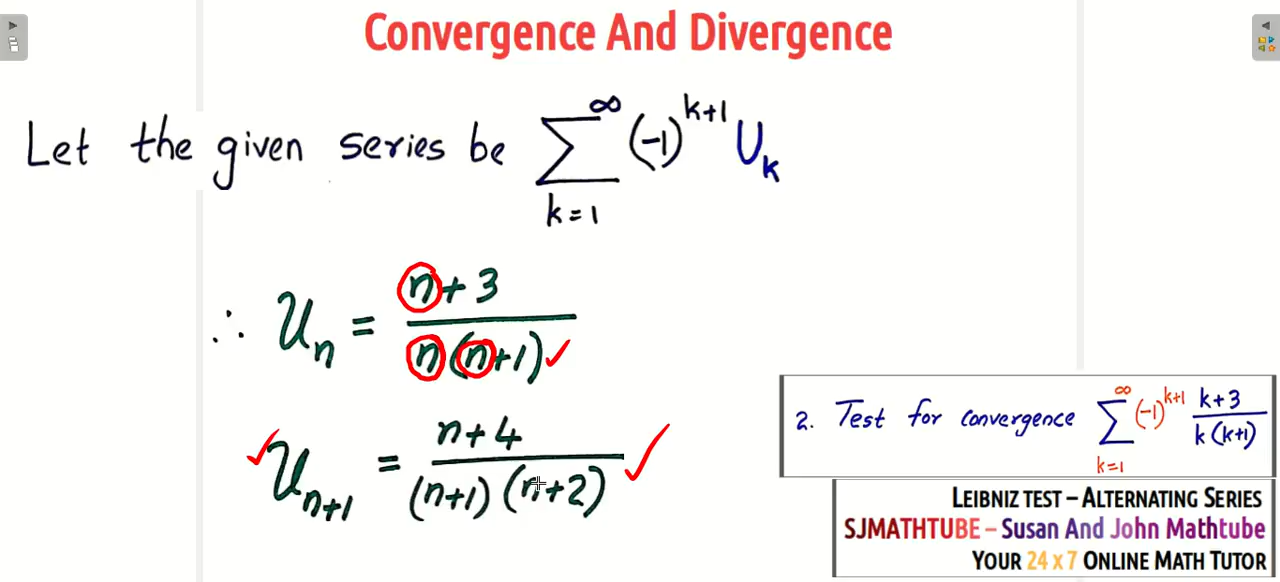 Convergence And Divergence
Let the given series be ∑_{k=1}^{∞} (-1)^{k+1} U_k
∴ U_n = (n+3) / (n(n+1))
U_{n+1} = (n+4) / ((n+1)(n+2))
2. Test for convergence ∑_{k=1}^{∞} (-1)^{k+1} (k+3) / (k(k+1))
LEIBNIZ TEST – ALTERNATING SERIES
SJMATHTUBE – Susan And John Mathtube
YOUR 24 x 7 ONLINE MATH TUTOR